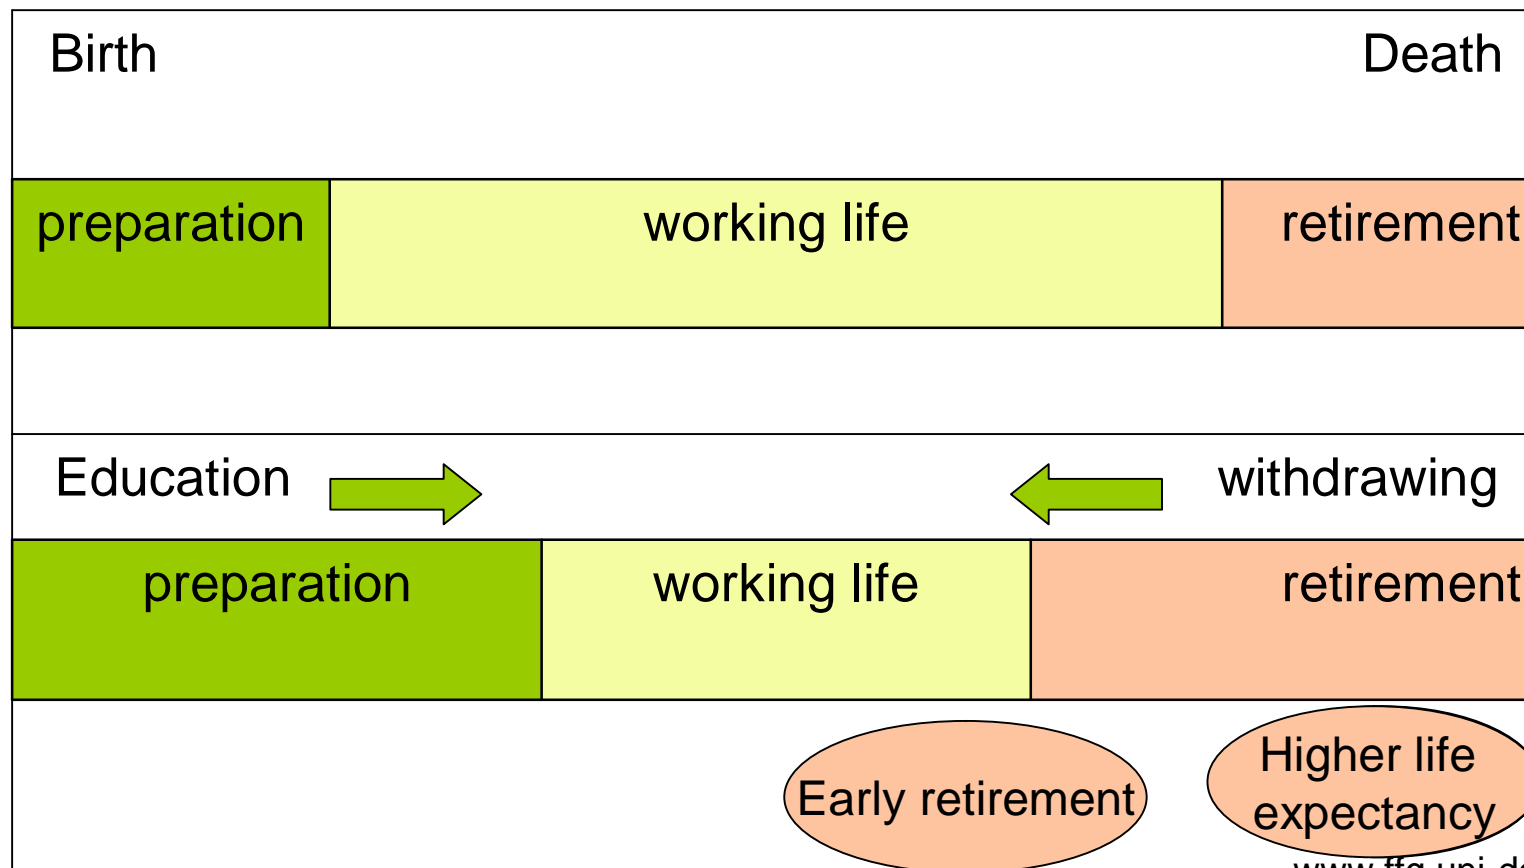 Birth Death
preparation working life retirement
Education withdrawing
preparation working life retirement
Early retirement
Higher life
expectancy